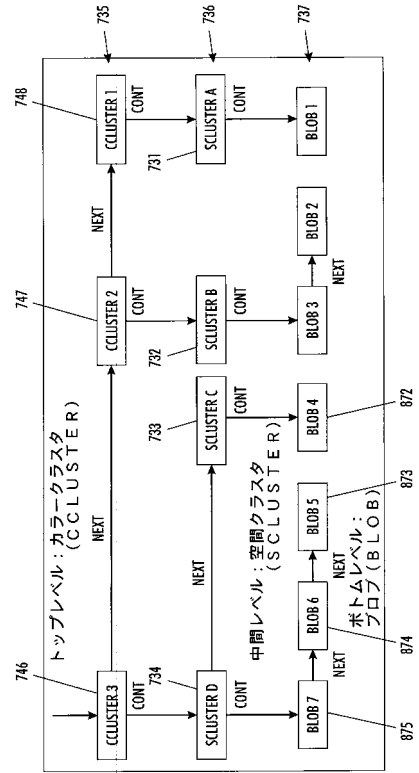 735
736
737
748
CCLUSTER 1
CONT
731
SCLUSTER A
CONT
BLOB 1
NEXT
747
CCLUSTER 2
CONT
732
SCLUSTER B
CONT
BLOB 3
NEXT
BLOB 2
733
SCLUSTER C
CONT
BLOB 4
872
トップレベル:カラークラスタ
(CCLUSTER)
NEXT
746
CCLUSTER 3
CONT
734
SCLUSTER D
NEXT
CONT
中間レベル:空間クラスタ
(SCLUSTER)
BLOB 7
NEXT
BLOB 6
NEXT
BLOB 5
873
874
875
ボトムレベル:
ブロブ(BLOB)